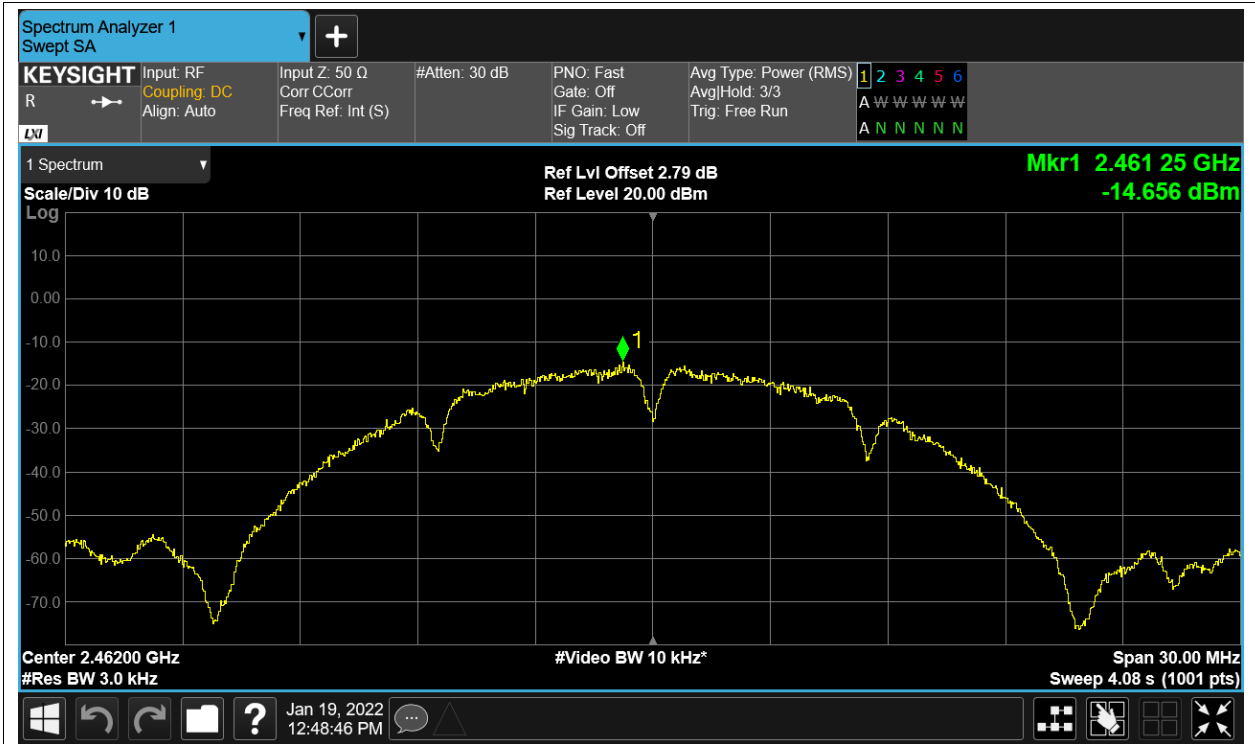 Spectrum Analyzer 1
Swept SA
+
KEYSIGHT
R
LXI
Input: RF
Coupling: DC
Align: Auto
Input Z: 50 Ω
Corr CCorr
Freq Ref: Int (S)
#Atten: 30 dB
PNO: Fast
Gate: Off
IF Gain: Low
Sig Track: Off
Avg Type: Power (RMS)
Avg|Hold: 3/3
Trig: Free Run
1 2 3 4 5 6
A W W W W W
A N N N N N
1 Spectrum
Scale/Div 10 dB
Log
Ref Lvl Offset 2.79 dB
Ref Level 20.00 dBm
Mkr1 2.461 25 GHz
-14.656 dBm
10.0
0.00
-10.0
-20.0
-30.0
-40.0
-50.0
-60.0
-70.0
1
Center 2.46200 GHz
#Res BW 3.0 kHz
#Video BW 10 kHz*
Span 30.00 MHz
Sweep 4.08 s (1001 pts)
?
Jan 19, 2022
12:48:46 PM